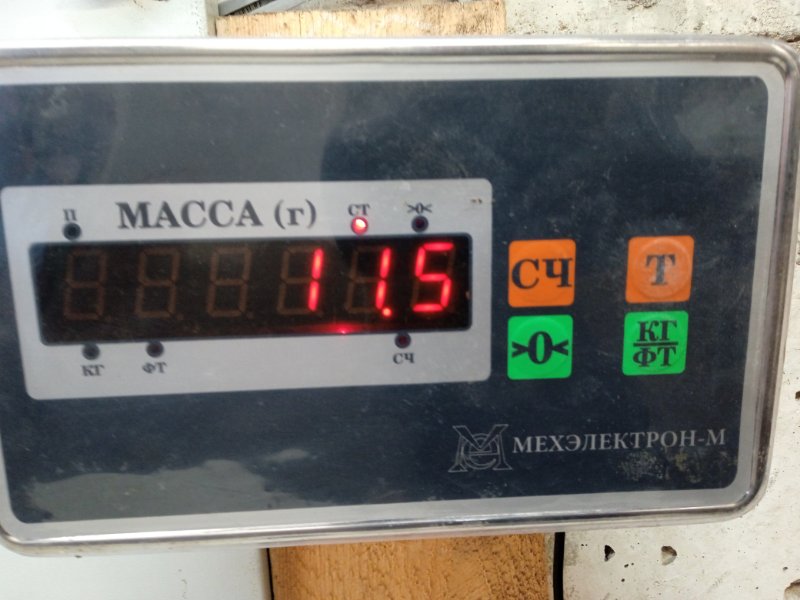 П МАССА (г) СТ >0<
11.5
КГ ФТ СЧ
СЧ Т
>0< КГ/ФТ
МЕХЭЛЕКТРОН-М